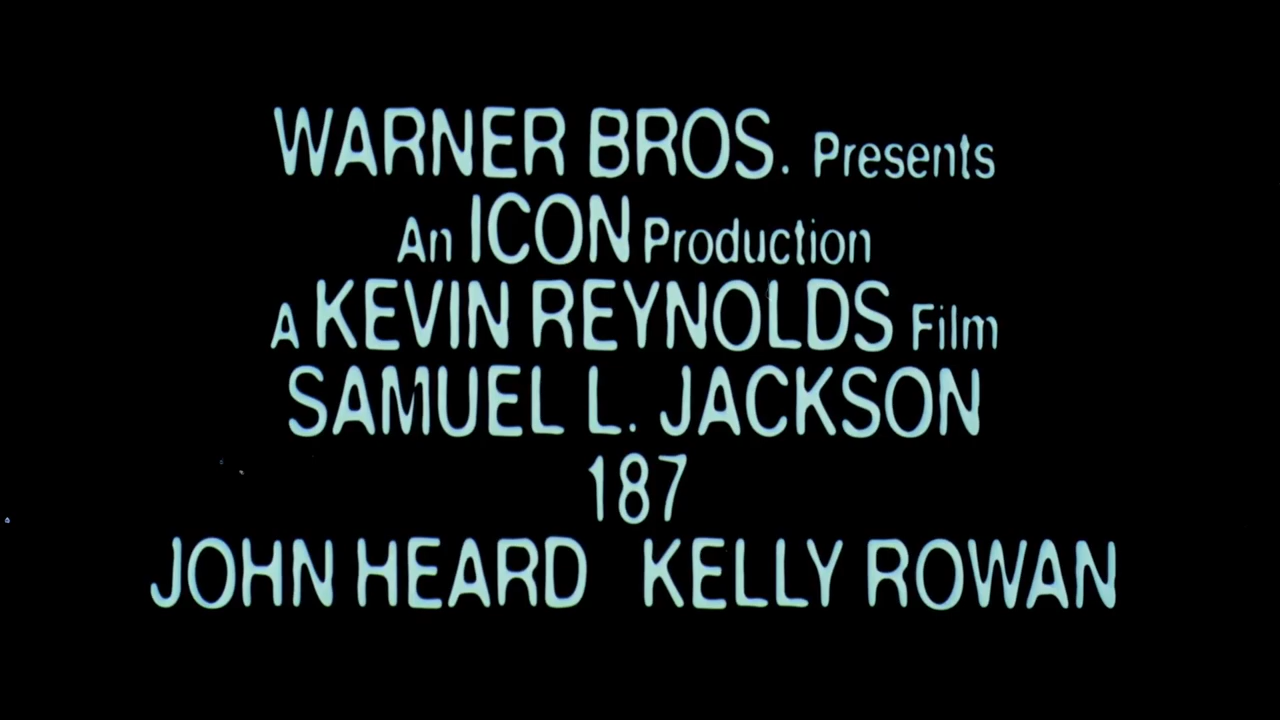 WARNER BROS. Presents
An ICON Production
A KEVIN REYNOLDS Film
SAMUEL L. JACKSON
187
JOHN HEARD KELLY ROWAN